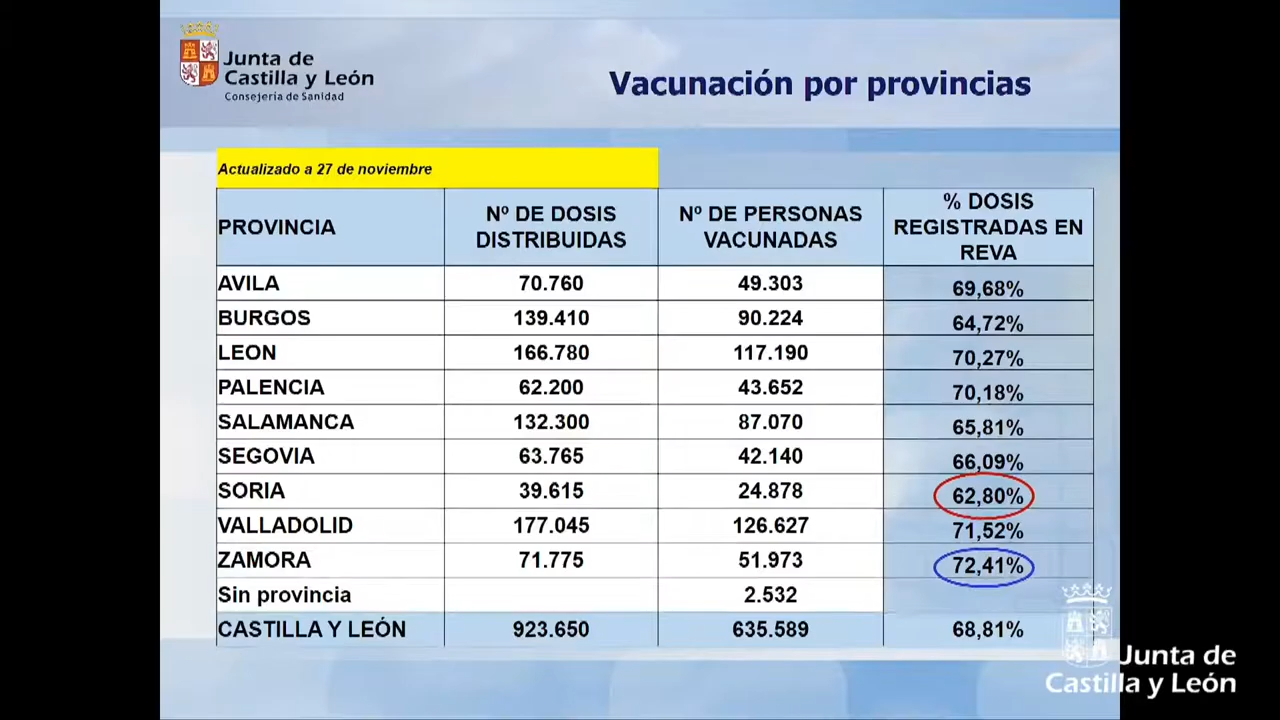 Junta de
Castilla y León
Consejería de Sanidad
Vacunación por provincias
Actualizado a 27 de noviembre
PROVINCIA Nº DE DOSIS DISTRIBUIDAS Nº DE PERSONAS VACUNADAS % DOSIS REGISTRADAS EN REVA
AVILA 70.760 49.303 69,68%
BURGOS 139.410 90.224 64,72%
LEON 166.780 117.190 70,27%
PALENCIA 62.200 43.652 70,18%
SALAMANCA 132.300 87.070 65,81%
SEGOVIA 63.765 42.140 66,09%
SORIA 39.615 24.878 62,80%
VALLADOLID 177.045 126.627 71,52%
ZAMORA 71.775 51.973 72,41%
Sin provincia 2.532
CASTILLA Y LEÓN 923.650 635.589 68,81%
Junta de
Castilla y León